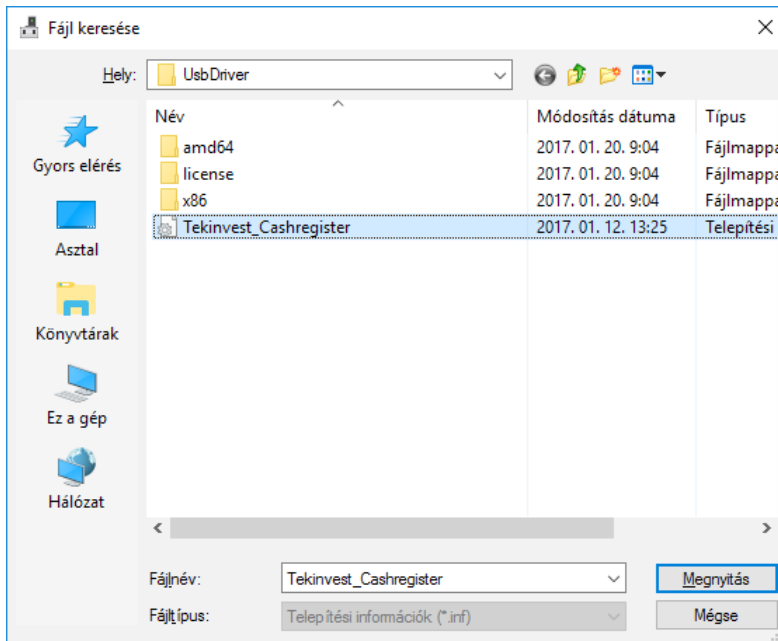 Fájl keresése
Hely: UsbDriver
Név Módosítás dátuma Típus
amd64 2017. 01. 20. 9:04 Fájlmappa
license 2017. 01. 20. 9:04 Fájlmappa
x86 2017. 01. 20. 9:04 Fájlmappa
Tekinvest_Cashregister 2017. 01. 12. 13:25 Telepítési
Gyors elérés
Asztal
Könyvtárak
Ez a gép
Hálózat
Fájlnév: Tekinvest_Cashregister Megnyitás
Fájltípus: Telepítési információk (*.inf) Mégse